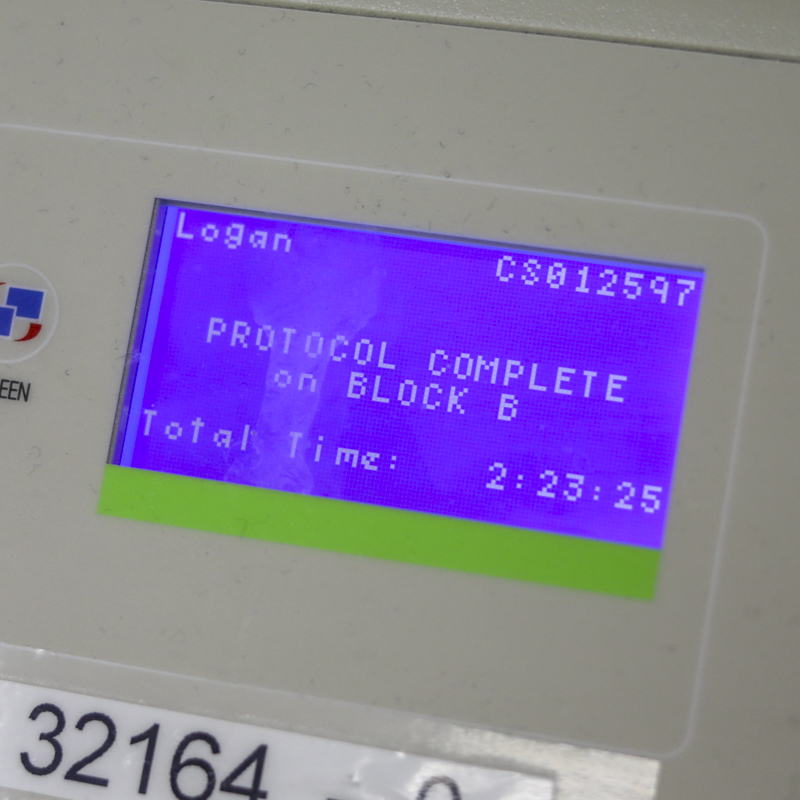 Logan
CS012597
PROTOCOL COMPLETE
on BLOCK B
Total Time: 2:23:25
EEN
32164